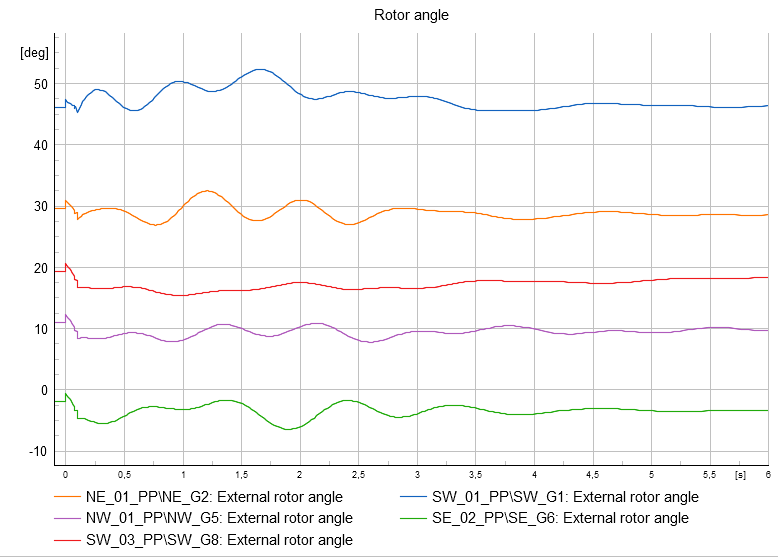 Rotor angle
[deg]
50
40
30
20
10
0
-10
0 0,5 1 1,5 2 2,5 3 3,5 4 4,5 5 5,5 [s] 6
NE_01_PP\NE_G2: External rotor angle SW_01_PP\SW_G1: External rotor angle
NW_01_PP\NW_G5: External rotor angle SE_02_PP\SE_G6: External rotor angle
SW_03_PP\SW_G8: External rotor angle